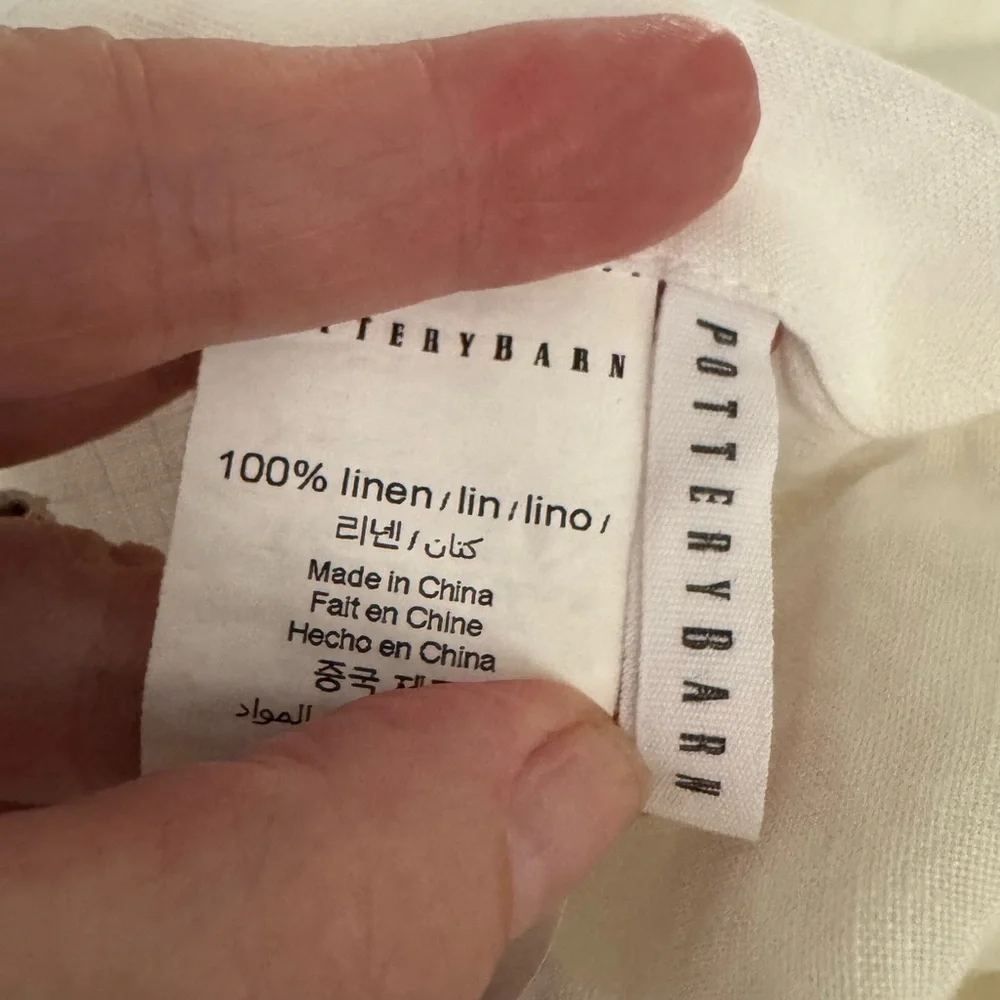 TTERYBARN
100% linen / lin / lino /
리넨 / كتان
Made in China
Fait en Chine
Hecho en China
중국
المواد
POTTERYBARN